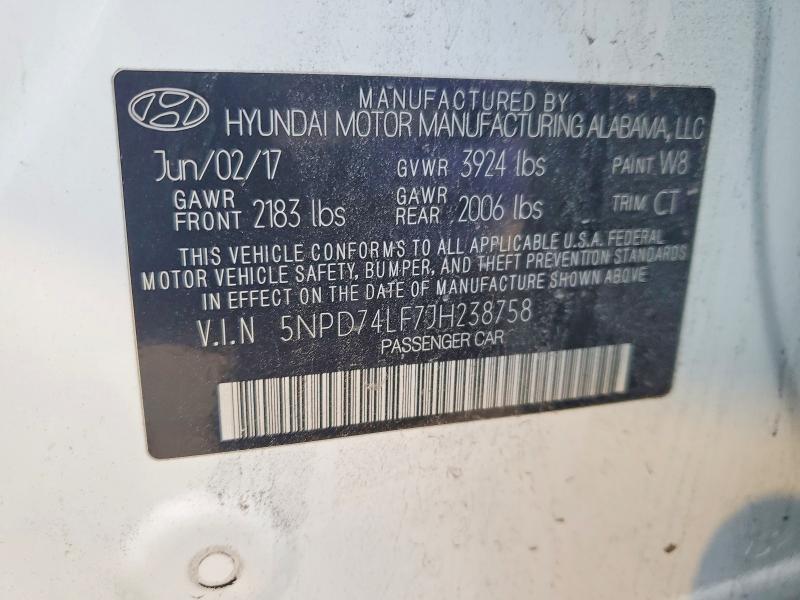 MANUFACTURED BY
HYUNDAI MOTOR MANUFACTURING ALABAMA, LLC
Jun/02/17 GVWR 3924 lbs PAINT W8
GAWR FRONT 2183 lbs GAWR REAR 2006 lbs TRIM CT
THIS VEHICLE CONFORMS TO ALL APPLICABLE U.S.A. FEDERAL
MOTOR VEHICLE SAFETY, BUMPER, AND THEFT PREVENTION STANDARDS
IN EFFECT ON THE DATE OF MANUFACTURE SHOWN ABOVE.
V.I.N 5NPD74LF7JH238758
PASSENGER CAR